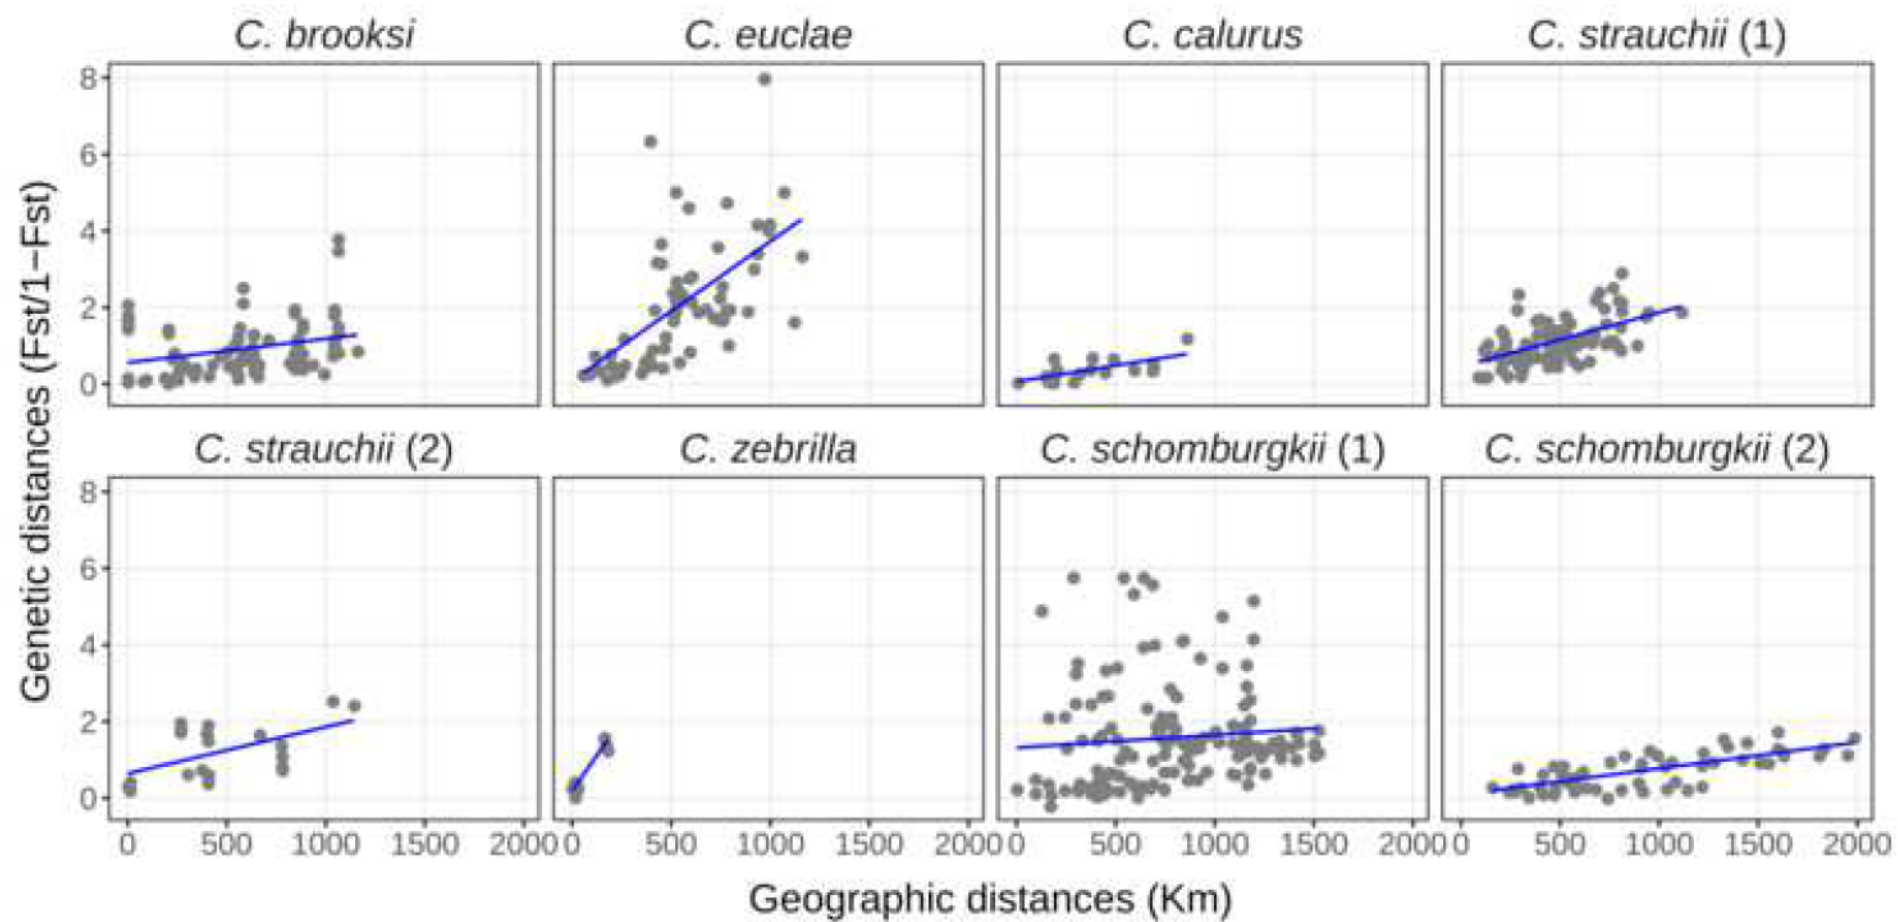 C. brooksi C. euclae C. calurus C. strauchii (1)
8
6
4
2
0
C. strauchii (2) C. zebrilla C. schomburgkii (1) C. schomburgkii (2)
8
6
4
2
0
0 500 1000 1500 2000 0 500 1000 1500 2000 0 500 1000 1500 2000 0 500 1000 1500 2000
Genetic distances (Fst/1−Fst)
Geographic distances (Km)